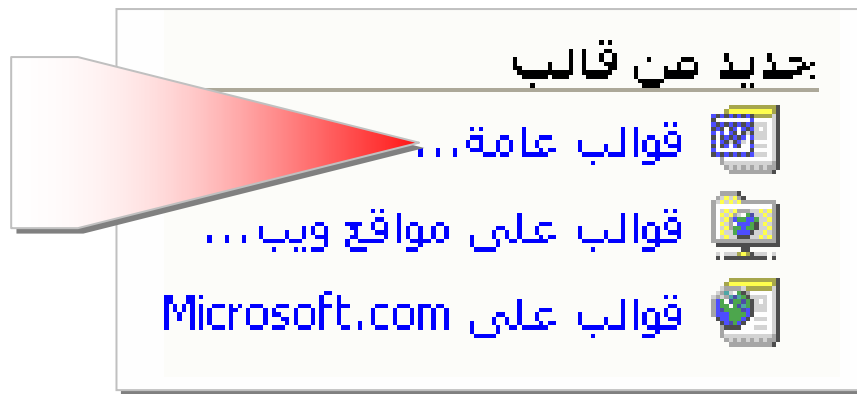 جديد من قالب
قوالب عامة...
قوالب على مواقع ويب...
قوالب على Microsoft.com